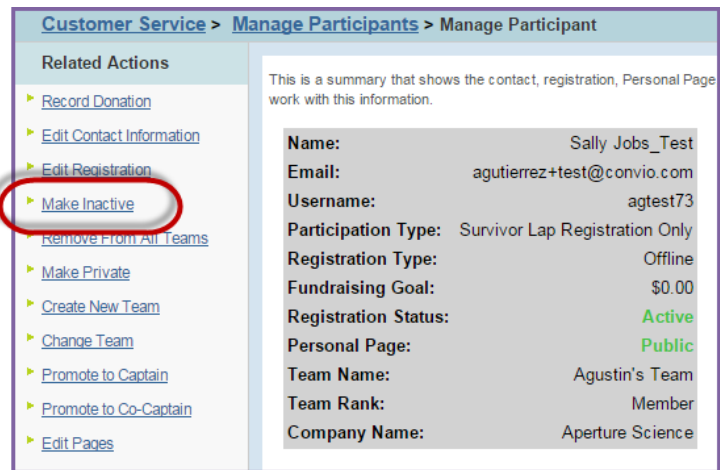 Customer Service > Manage Participants > Manage Participant
Related Actions
Record Donation
Edit Contact Information
Edit Registration
Make Inactive
Remove From All Teams
Make Private
Create New Team
Change Team
Promote to Captain
Promote to Co-Captain
Edit Pages
This is a summary that shows the contact, registration, Personal Page
work with this information.
Name: Sally Jobs_Test
Email: agutierrez+test@convio.com
Username: agtest73
Participation Type: Survivor Lap Registration Only
Registration Type: Offline
Fundraising Goal: $0.00
Registration Status: Active
Personal Page: Public
Team Name: Agustin's Team
Team Rank: Member
Company Name: Aperture Science